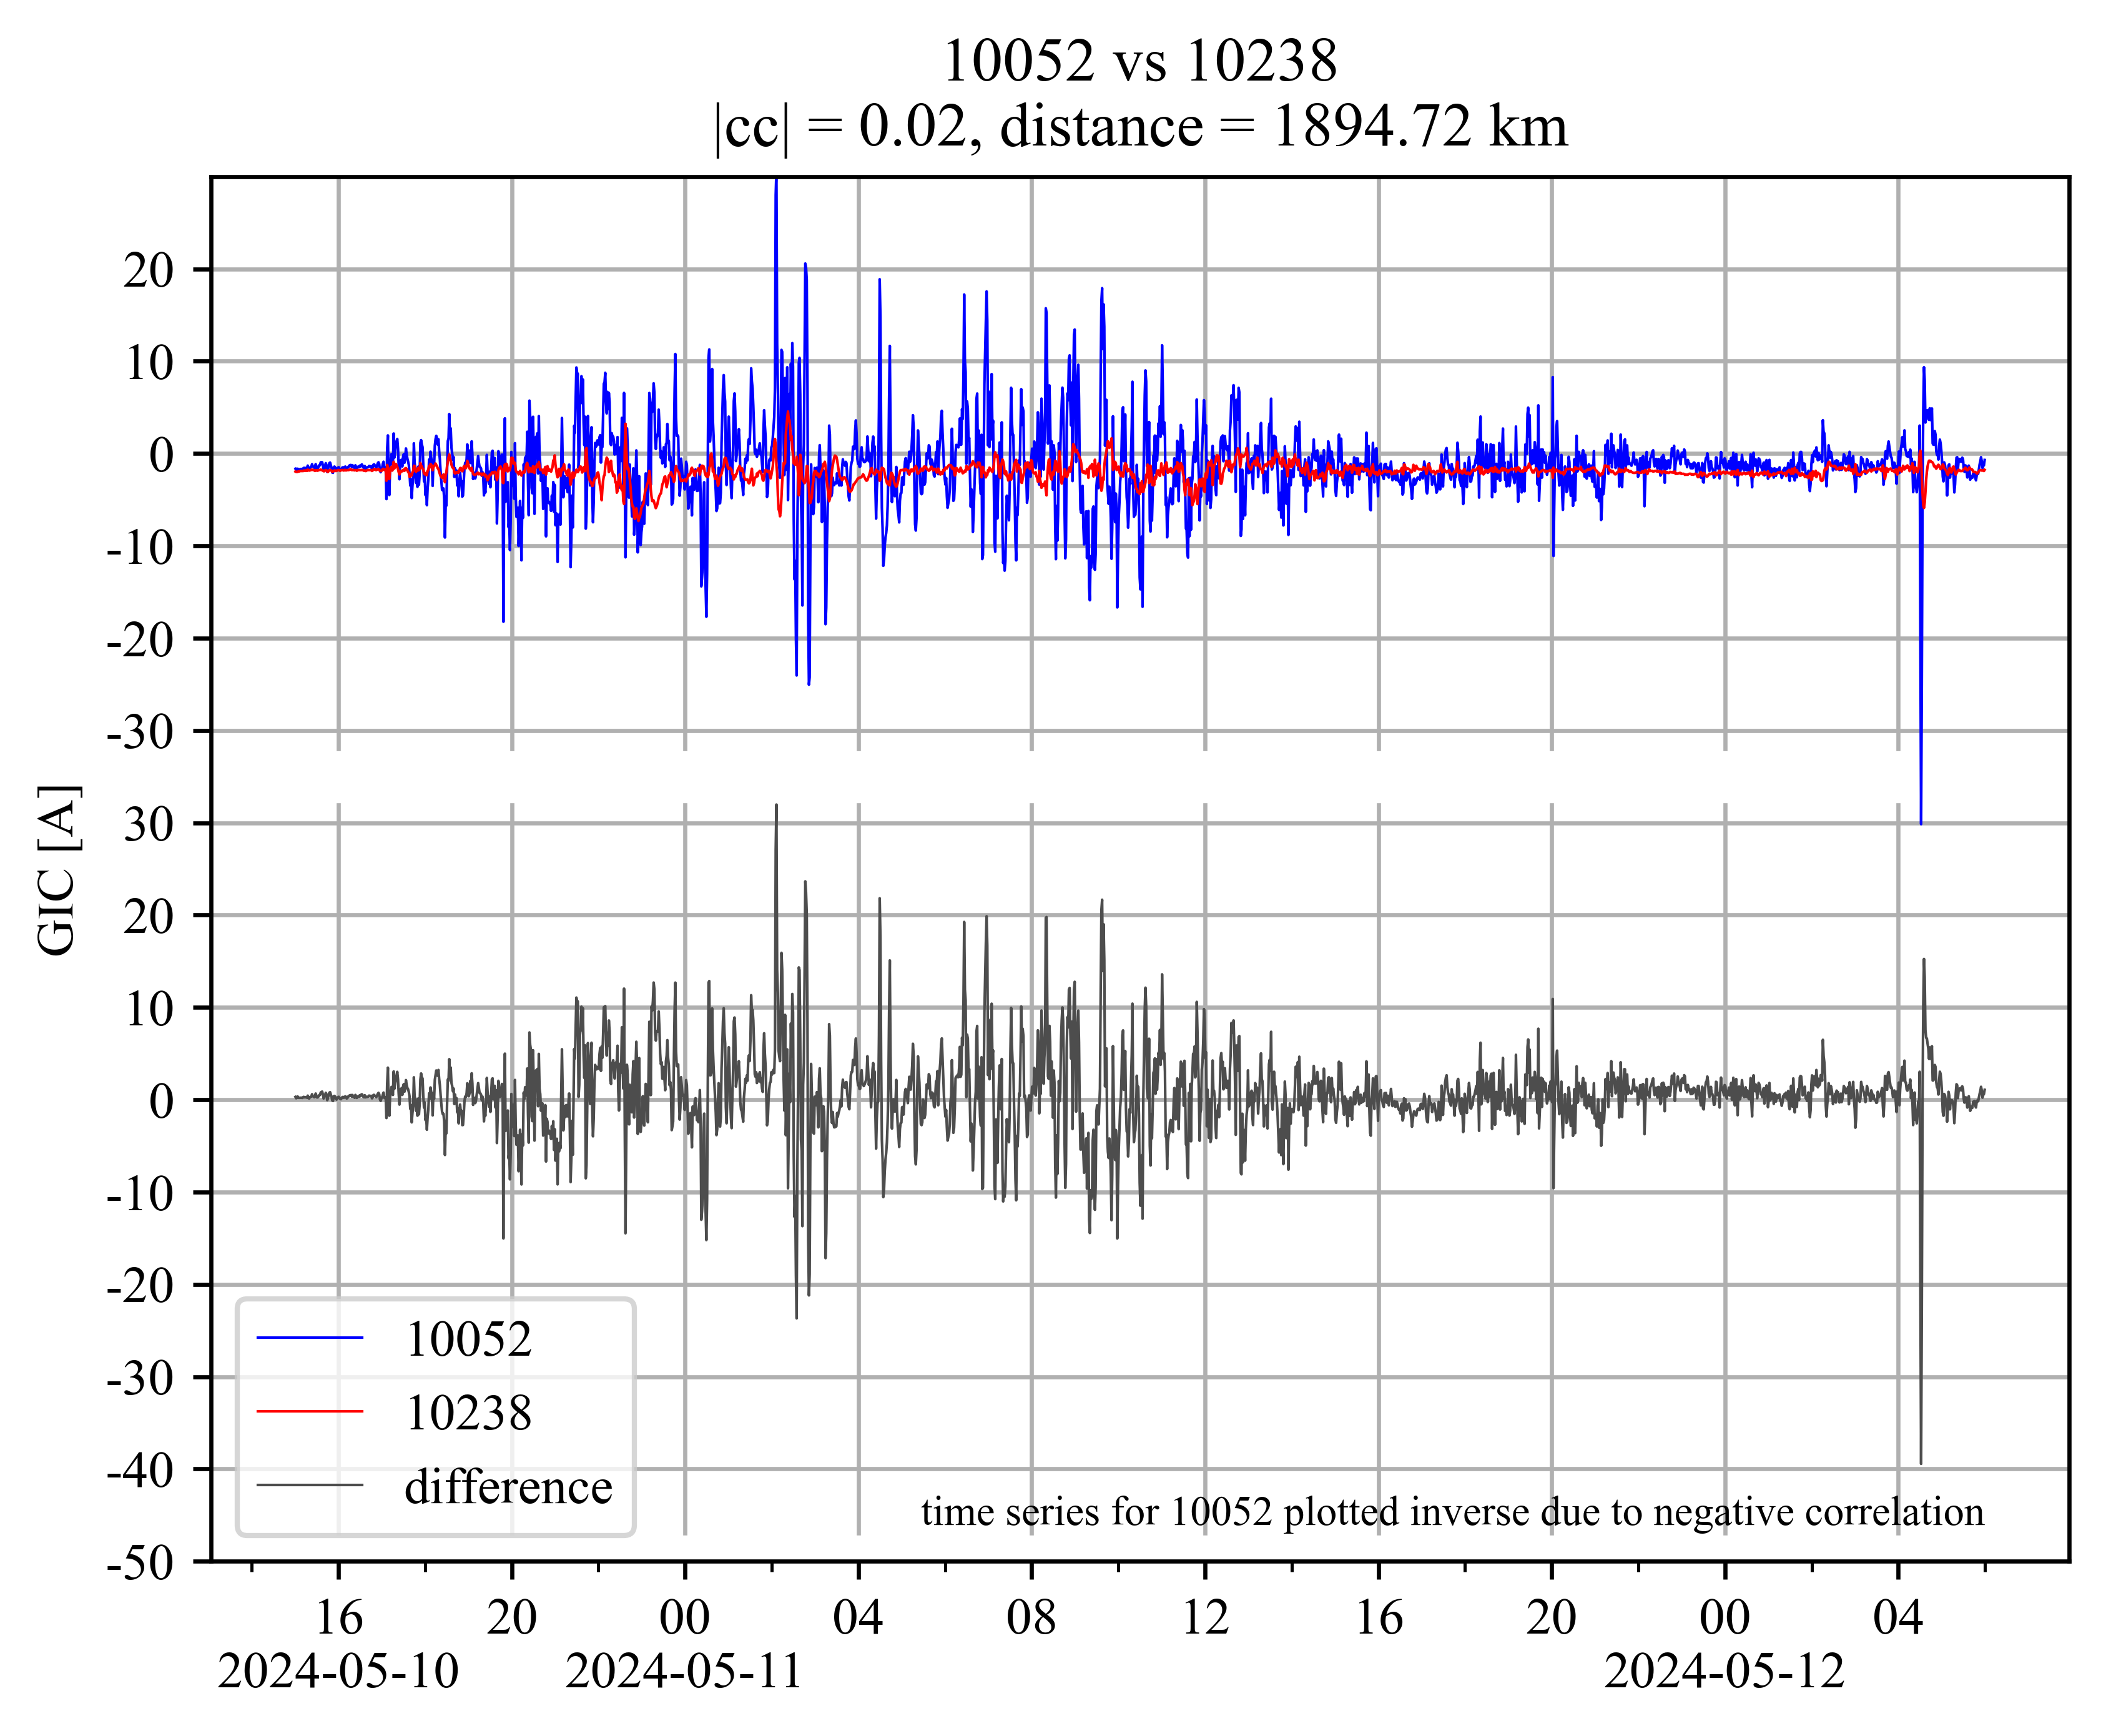 10052 vs 10238
|cc| = 0.02, distance = 1894.72 km
20
10
0
-10
-20
-30
30
20
10
0
-10
-20
-30
-40
-50
GIC [A]
10052
10238
difference
time series for 10052 plotted inverse due to negative correlation
16 20 00 04 08 12 16 20 00 04
2024-05-10 2024-05-11 2024-05-12